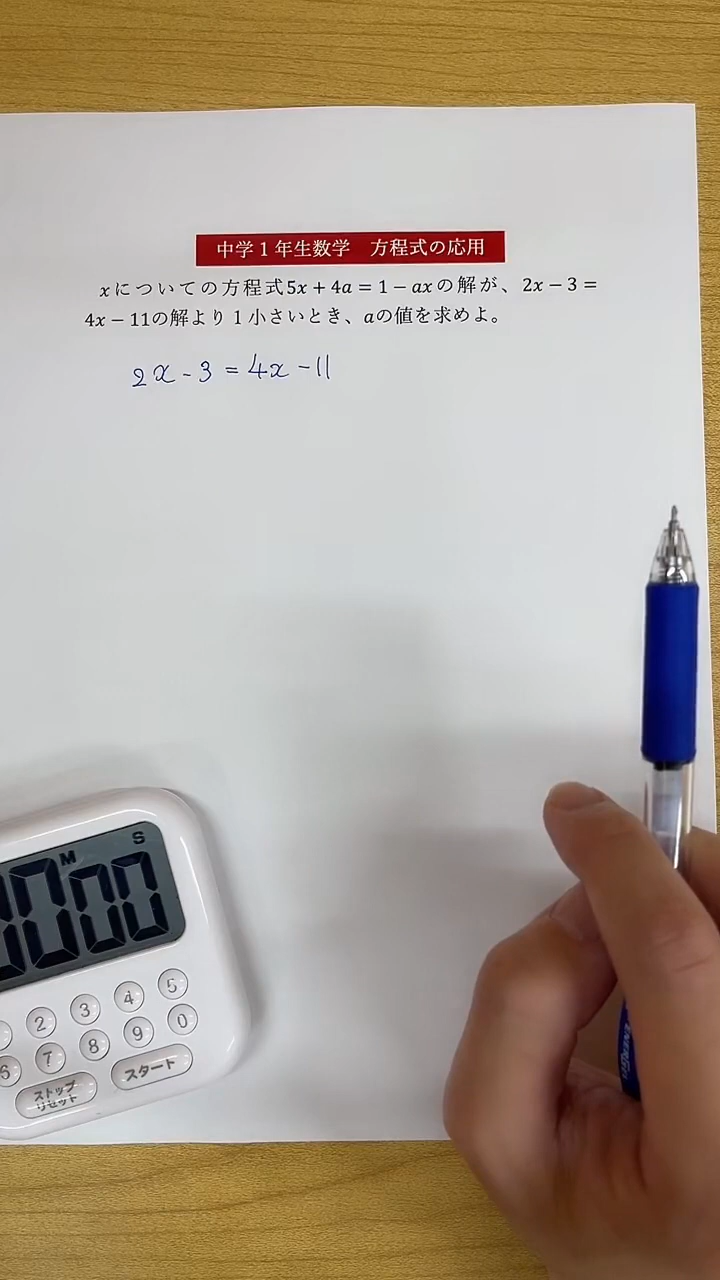 中学1年生数学　方程式の応用
xについての方程式5x + 4a = 1 − axの解が、2x − 3 =
4x − 11の解より1小さいとき、aの値を求めよ。
2x - 3 = 4x - 11
M S
00 00
2 3 4 5
6 7 8 9 0
ストップ
リセット
スタート